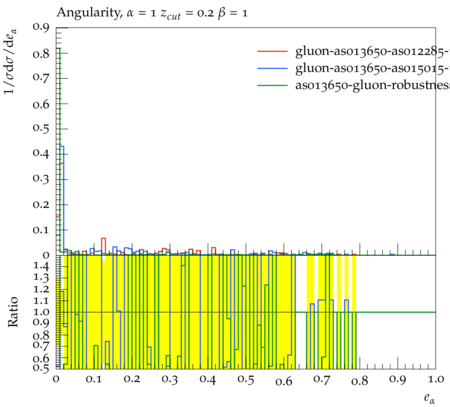 Angularity, α = 1 z_cut = 0.2 β = 1
1/σdσ/de_α
gluon-as013650-as012285-
gluon-as013650-as015015-
as013650-gluon-robustness
0.9
0.8
0.7
0.6
0.5
0.4
0.3
0.2
0.1
0
Ratio
1.4
1.3
1.2
1.1
1.0
0.9
0.8
0.7
0.6
0.5
0 0.1 0.2 0.3 0.4 0.5 0.6 0.7 0.8 0.9 1.0
e_α